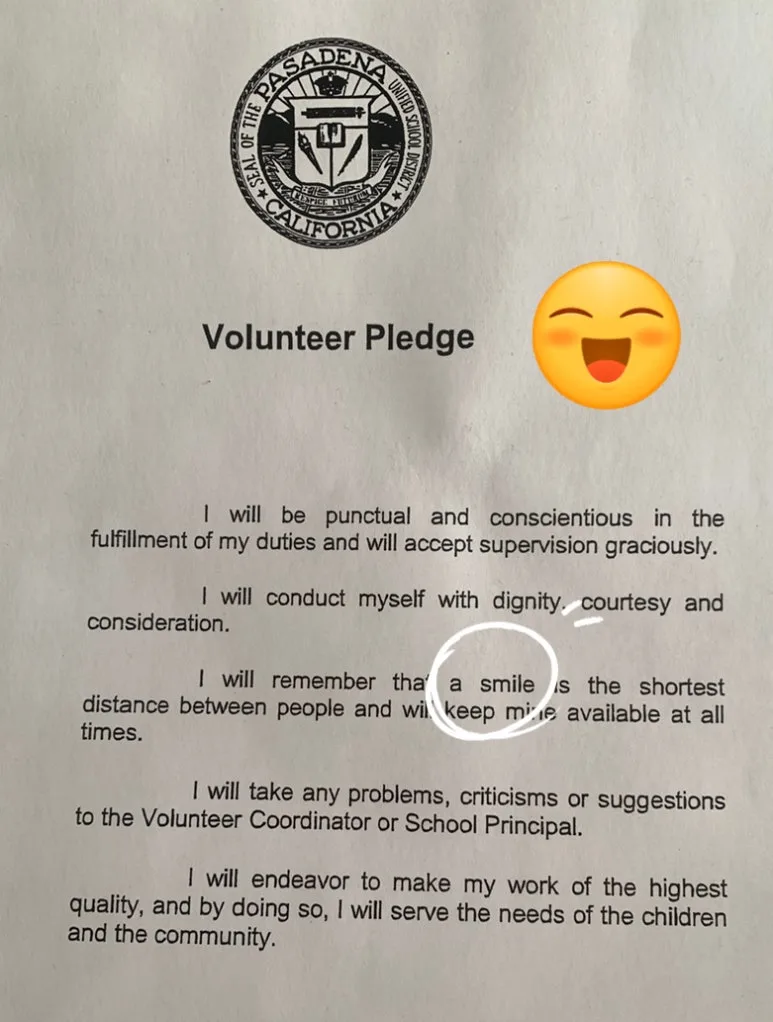 SEAL OF THE PASADENA UNIFIED SCHOOL DISTRICT
CALIFORNIA
Volunteer Pledge
I will be punctual and conscientious in the
fulfillment of my duties and will accept supervision graciously.
I will conduct myself with dignity, courtesy and
consideration.
I will remember that a smile is the shortest
distance between people and will keep mine available at all
times.
I will take any problems, criticisms or suggestions
to the Volunteer Coordinator or School Principal.
I will endeavor to make my work of the highest
quality, and by doing so, I will serve the needs of the children
and the community.